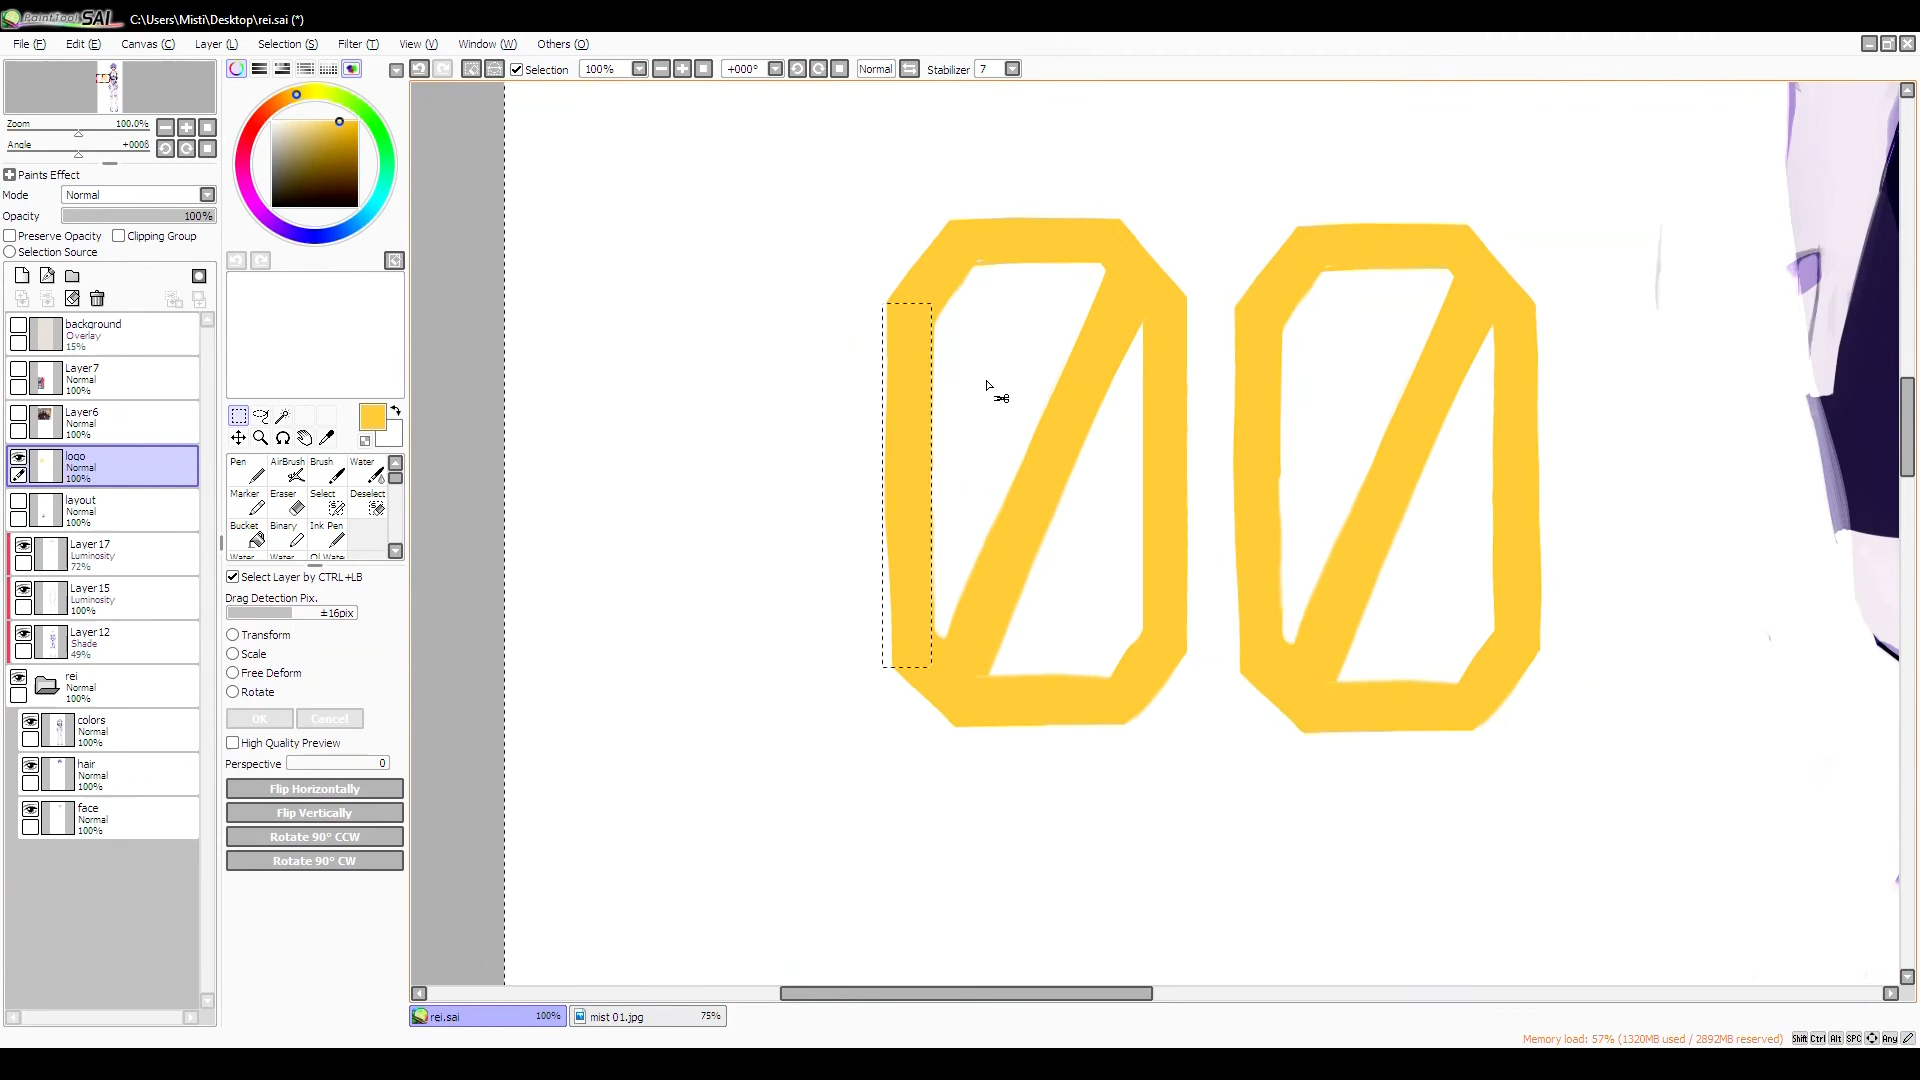 PaintTool SAI C:\Users\Misti\Desktop\rei.sai (*)
File (F) Edit (E) Canvas (C) Layer (L) Selection (S) Filter (T) View (V) Window (W) Others (O)
Selection 100% +000° Normal Stabilizer 7
Zoom 100.0%
Angle +000δ
Paints Effect
Mode Normal
Opacity 100%
Preserve Opacity Clipping Group
Selection Source
background
Overlay
15%
Layer7
Normal
100%
Layer6
Normal
100%
logo
Normal
100%
layout
Normal
100%
Layer17
Luminosity
72%
Layer15
Luminosity
100%
Layer12
Shade
49%
rei
Normal
100%
colors
Normal
100%
hair
Normal
100%
face
Normal
100%
Pen AirBrush Brush Water
Marker Eraser Select Deselect
Bucket Binary Ink Pen
Select Layer by CTRL+LB
Drag Detection Pix.
±16pix
Transform
Scale
Free Deform
Rotate
OK Cancel
High Quality Preview
Perspective 0
Flip Horizontally
Flip Vertically
Rotate 90° CCW
Rotate 90° CW
00
rei.sai 100% mist 01.jpg 75%
Memory load: 57% (1320MB used / 2892MB reserved) Shift Ctrl Alt SPC Any